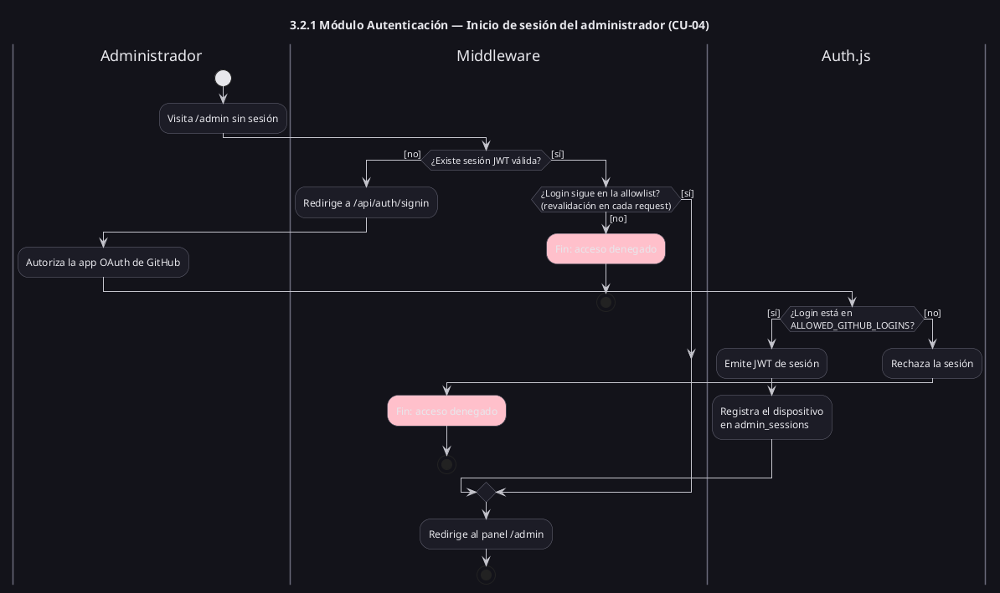 3.2.1 Módulo Autenticación — Inicio de sesión del administrador (CU-04)
Administrador
Middleware
Auth.js
Visita /admin sin sesión
[no]
¿Existe sesión JWT válida?
[sí]
Redirige a /api/auth/signin
¿Login sigue en la allowlist?
(revalidación en cada request)
[sí]
[no]
Fin: acceso denegado
Autoriza la app OAuth de GitHub
[sí]
¿Login está en
ALLOWED_GITHUB_LOGINS?
[no]
Emite JWT de sesión
Rechaza la sesión
Fin: acceso denegado
Registra el dispositivo
en admin_sessions
Redirige al panel /admin